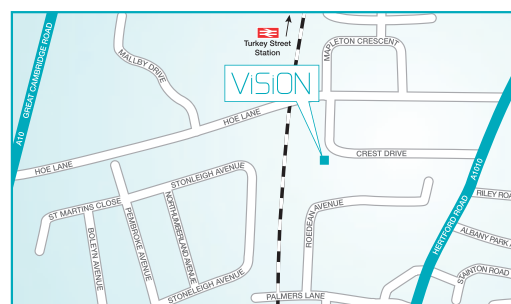 GREAT CAMBRIDGE ROAD
A10
MALLBY DRIVE
Turkey Street
Station
MAPLETON CRESCENT
ViSiON
HOE LANE
HOE LANE
CREST DRIVE
A1010
HERTFORD ROAD
STONLEIGH AVENUE
ST MARTINS CLOSE
BOLEYN AVENUE
PEMBROKE AVENUE
NORTHUMBERLAND AVENUE
STONLEIGH AVENUE
ROEDEAN AVENUE
PALMERS LANE
RILEY ROA
ALBANY PARK A
STAINTON ROAD